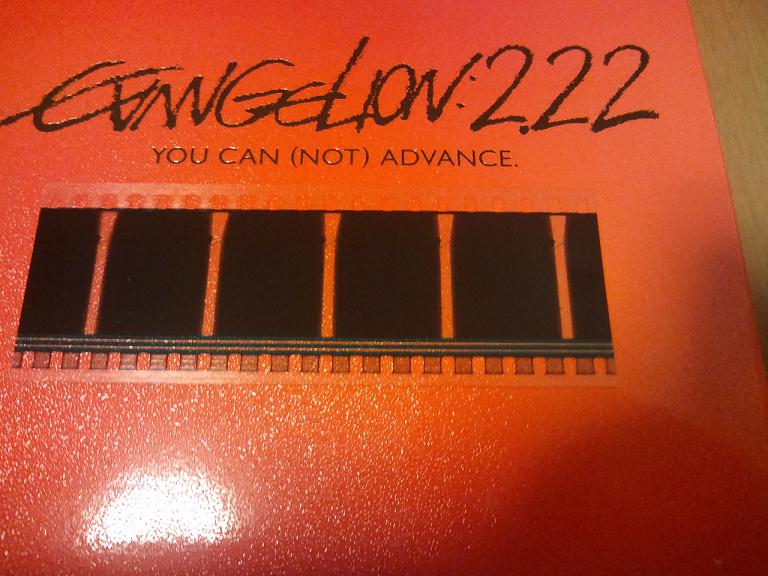 EVANGELION:2.22
YOU CAN (NOT) ADVANCE.